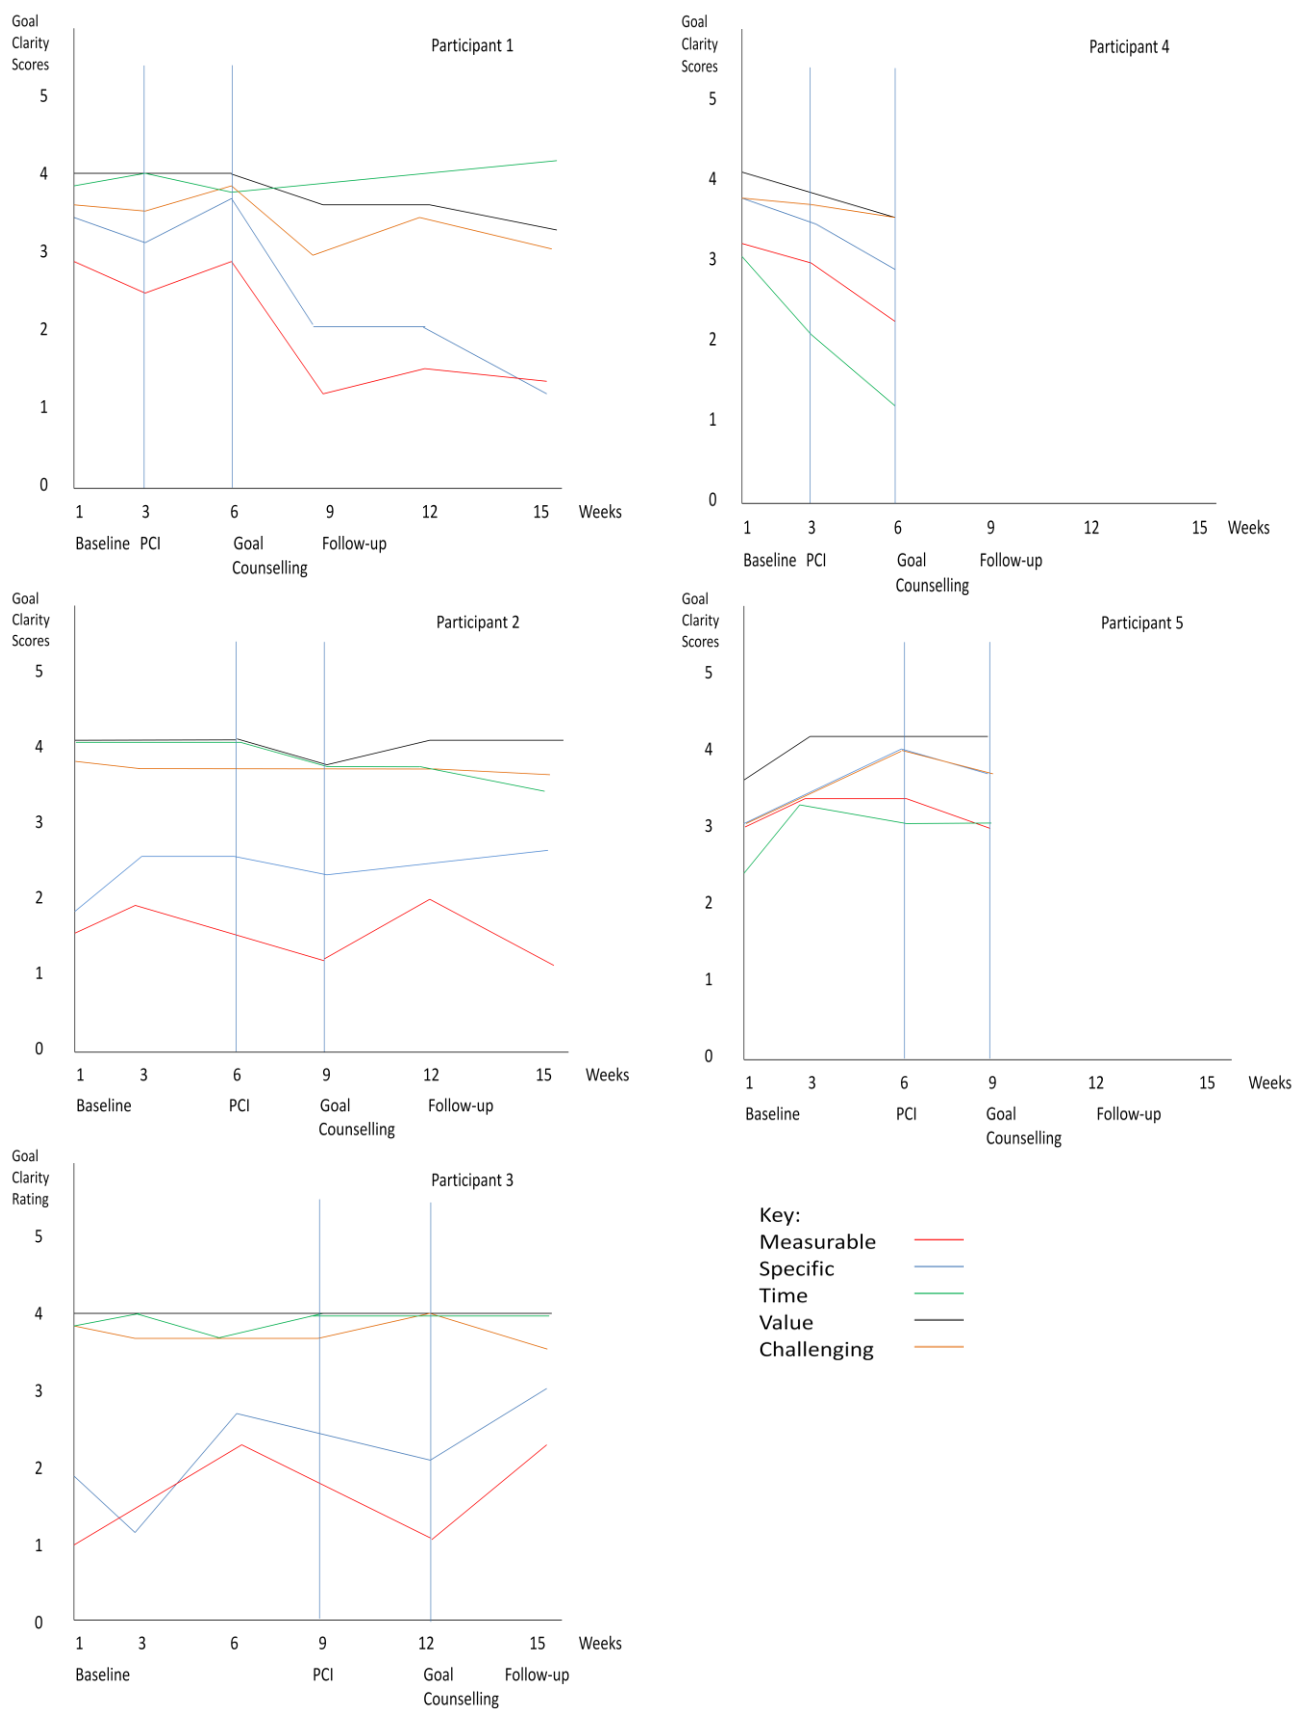 Goal
Clarity
Scores
Participant 1
5
4
3
2
1
0
1 3 6 9 12 15 Weeks
Baseline PCI Goal Follow-up
Counselling
Goal
Clarity
Scores
Participant 4
5
4
3
2
1
0
1 3 6 9 12 15 Weeks
Baseline PCI Goal Follow-up
Counselling
Goal
Clarity
Scores
Participant 2
5
4
3
2
1
0
1 3 6 9 12 15 Weeks
Baseline PCI Goal Follow-up
Counselling
Goal
Clarity
Scores
Participant 5
5
4
3
2
1
0
1 3 6 9 12 15 Weeks
Baseline PCI Goal Follow-up
Counselling
Goal
Clarity
Rating
Participant 3
5
4
3
2
1
0
1 3 6 9 12 15 Weeks
Baseline PCI Goal Follow-up
Counselling
Key:
Measurable
Specific
Time
Value
Challenging